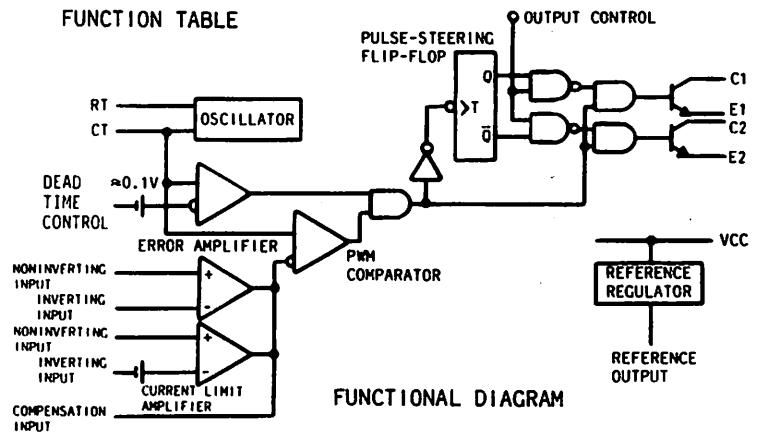 FUNCTION TABLE
OUTPUT CONTROL
PULSE-STEERING
FLIP-FLOP
Q
>T
Q̅
C1
E1
C2
E2
RT
CT
OSCILLATOR
DEAD
TIME
CONTROL
≈0.1V
ERROR AMPLIFIER
PWM
COMPARATOR
VCC
REFERENCE
REGULATOR
REFERENCE
OUTPUT
NONINVERTING
INPUT
+
INVERTING
INPUT
-
NONINVERTING
INPUT
+
INVERTING
INPUT
-
CURRENT LIMIT
AMPLIFIER
COMPENSATION
INPUT
FUNCTIONAL DIAGRAM